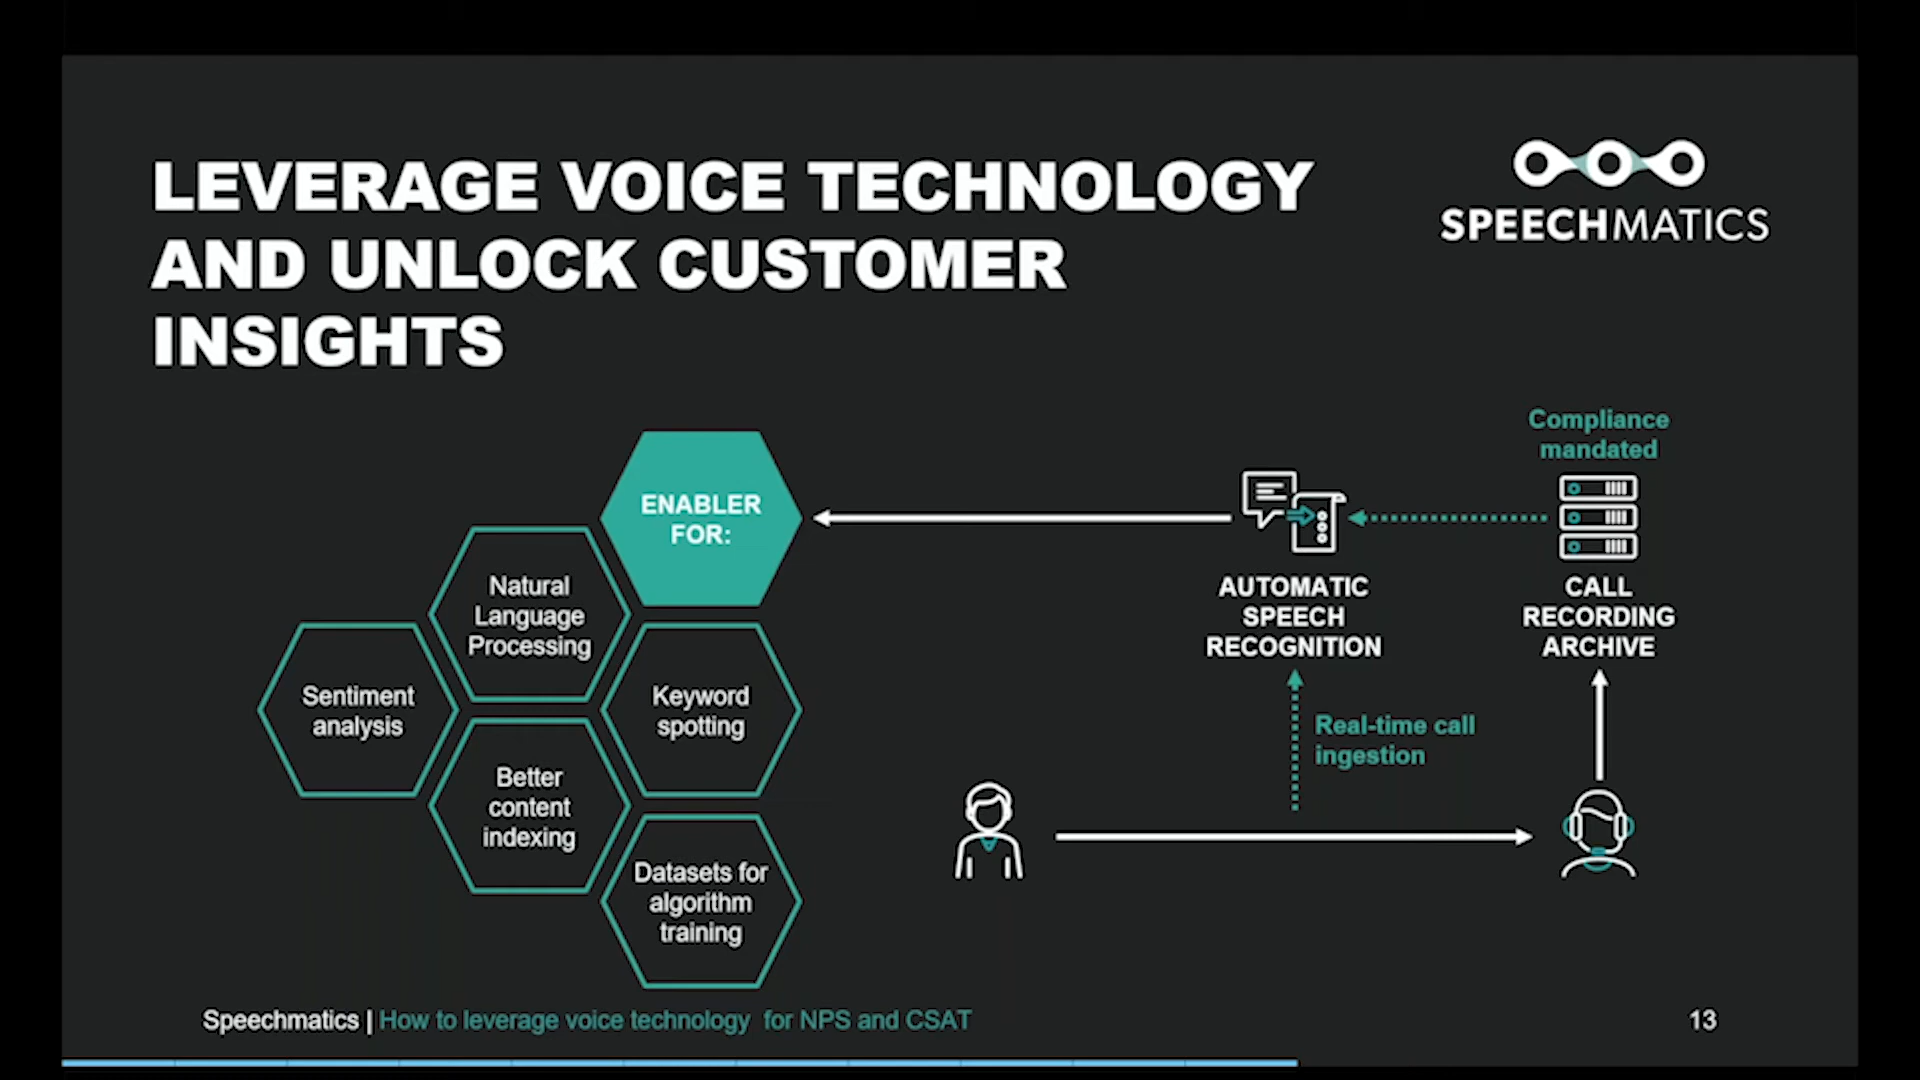 LEVERAGE VOICE TECHNOLOGY
AND UNLOCK CUSTOMER
INSIGHTS
SPEECHMATICS
ENABLER
FOR:
Natural
Language
Processing
Sentiment
analysis
Keyword
spotting
Better
content
indexing
Datasets for
algorithm
training
AUTOMATIC
SPEECH
RECOGNITION
Compliance
mandated
CALL
RECORDING
ARCHIVE
Real-time call
ingestion
Speechmatics | How to leverage voice technology for NPS and CSAT
13